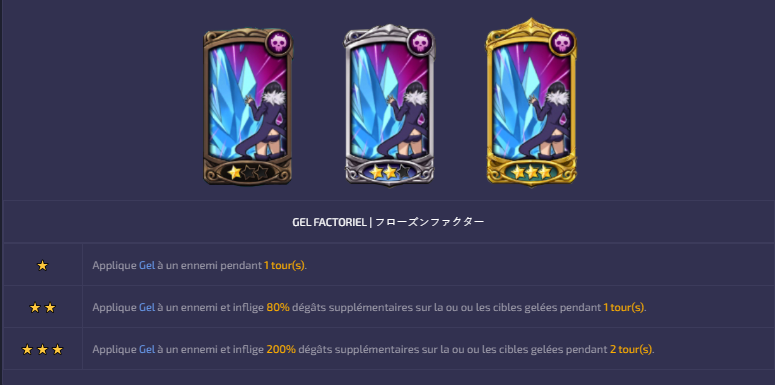 GEL FACTORIEL | フローズンファクター
Applique Gel à un ennemi pendant 1 tour(s).
Applique Gel à un ennemi et inflige 80% dégâts supplémentaires sur la ou ou les cibles gelées pendant 1 tour(s).
Applique Gel à un ennemi et inflige 200% dégâts supplémentaires sur la ou ou les cibles gelées pendant 2 tour(s).